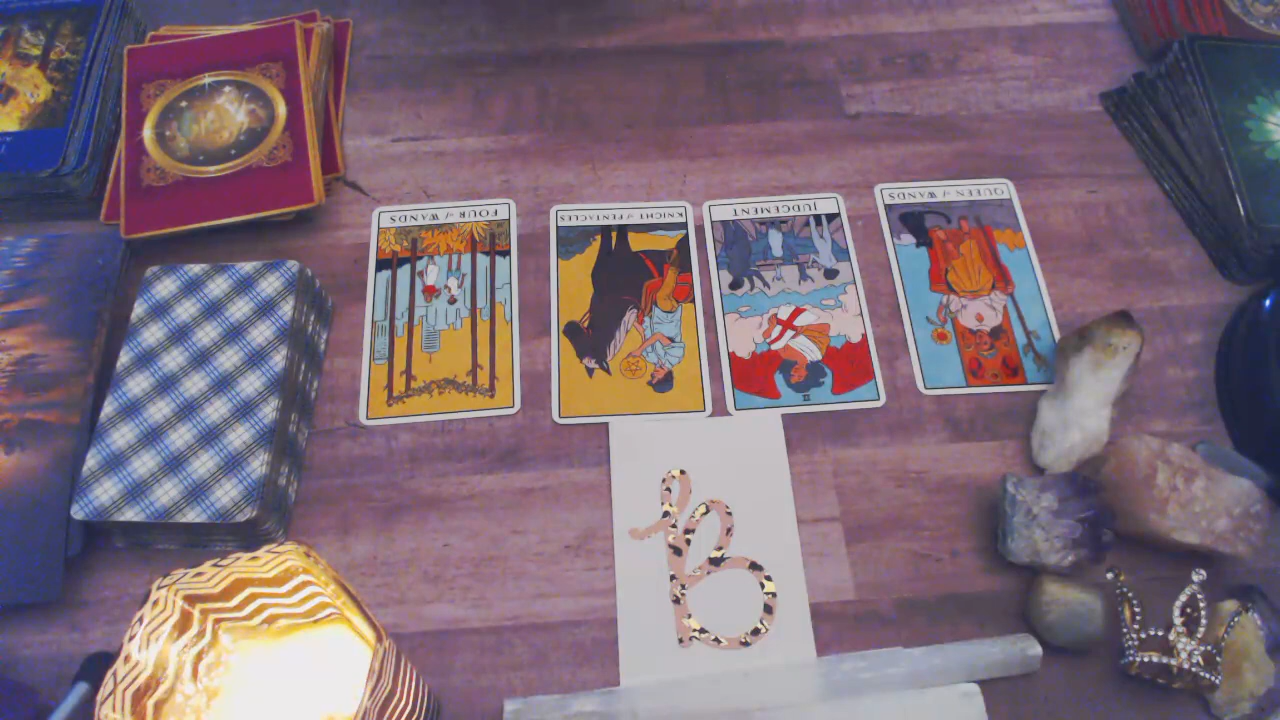 FOUR of WANDS
KNIGHT of PENTACLES
JUDGEMENT
QUEEN of WANDS
B